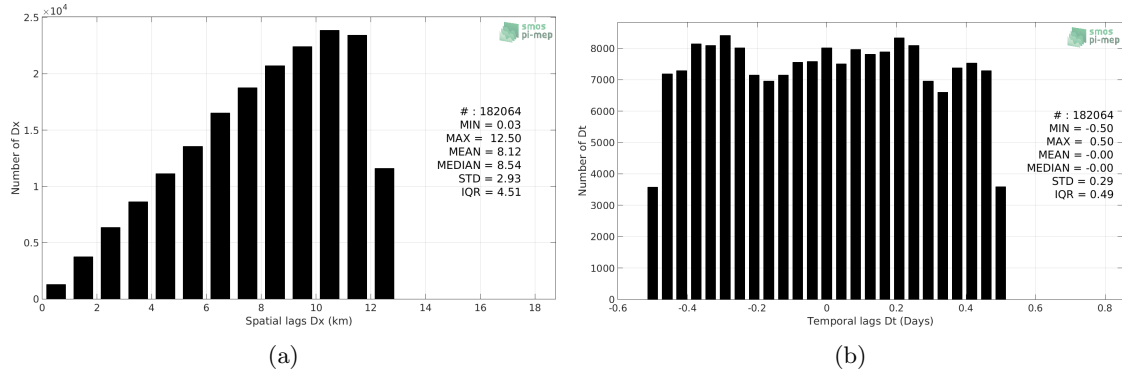 ×10⁴
2.5
2
1.5
1
0.5
0
Number of Dx
smos
pi-mep
# : 182064
MIN = 0.03
MAX = 12.50
MEAN = 8.12
MEDIAN = 8.54
STD = 2.93
IQR = 4.51
0 2 4 6 8 10 12 14 16 18
Spatial lags Dx (km)
(a)
8000
7000
6000
5000
4000
3000
2000
1000
0
Number of Dt
smos
pi-mep
# : 182064
MIN = -0.50
MAX = 0.50
MEAN = -0.00
MEDIAN = -0.00
STD = 0.29
IQR = 0.49
-0.6 -0.4 -0.2 0 0.2 0.4 0.6 0.8
Temporal lags Dt (Days)
(b)